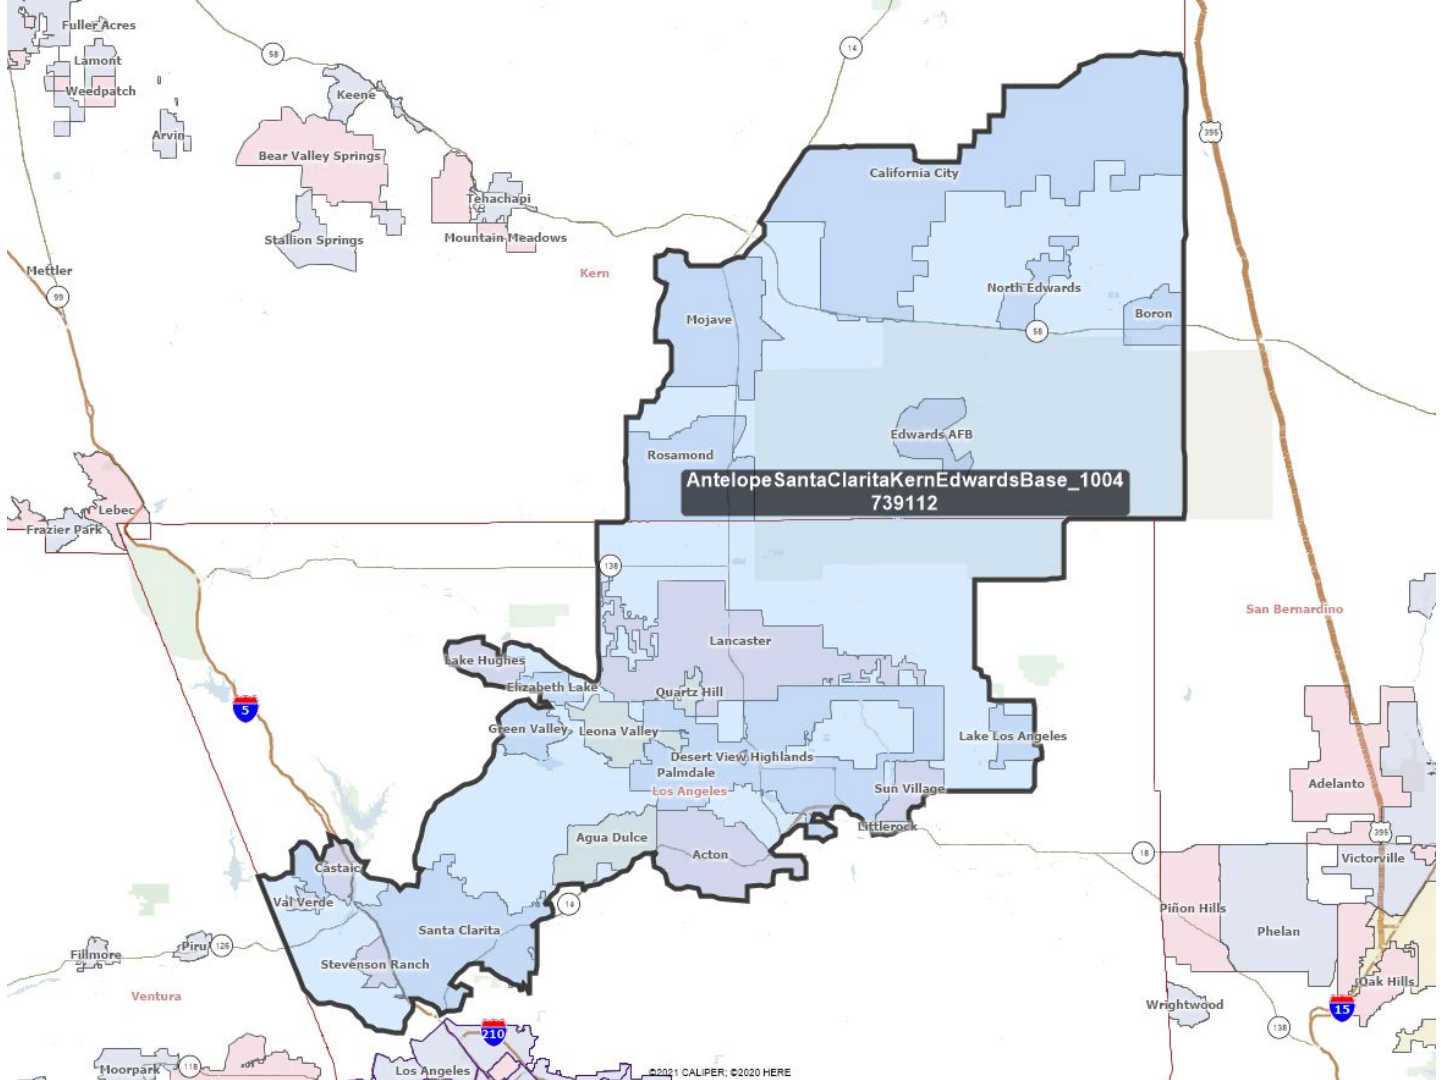 Fuller Acres
Lamont
Weedpatch
58
14
Keene
Arvin
395
Bear Valley Springs
California City
Tehachapi
Stallion Springs
Mountain Meadows
Mettler
Kern
North Edwards
99
Mojave
Boron
58
Edwards AFB
Rosamond
AntelopeSantaClaritaKernEdwardsBase_1004
739112
Lebec
Frazier Park
138
San Bernardino
Lancaster
Lake Hughes
Elizabeth Lake
Quartz Hill
5
Green Valley
Leona Valley
Lake Los Angeles
Desert View Highlands
Palmdale
Los Angeles
Sun Village
Adelanto
Littlerock
395
Agua Dulce
Acton
18
Victorville
Castaic
Val Verde
14
Piñon Hills
Santa Clarita
Phelan
Fillmore
Piru
126
Stevenson Ranch
Oak Hills
Ventura
Wrightwood
15
138
210
Moorpark
118
Los Angeles
©2021 CALIPER; ©2020 HERE